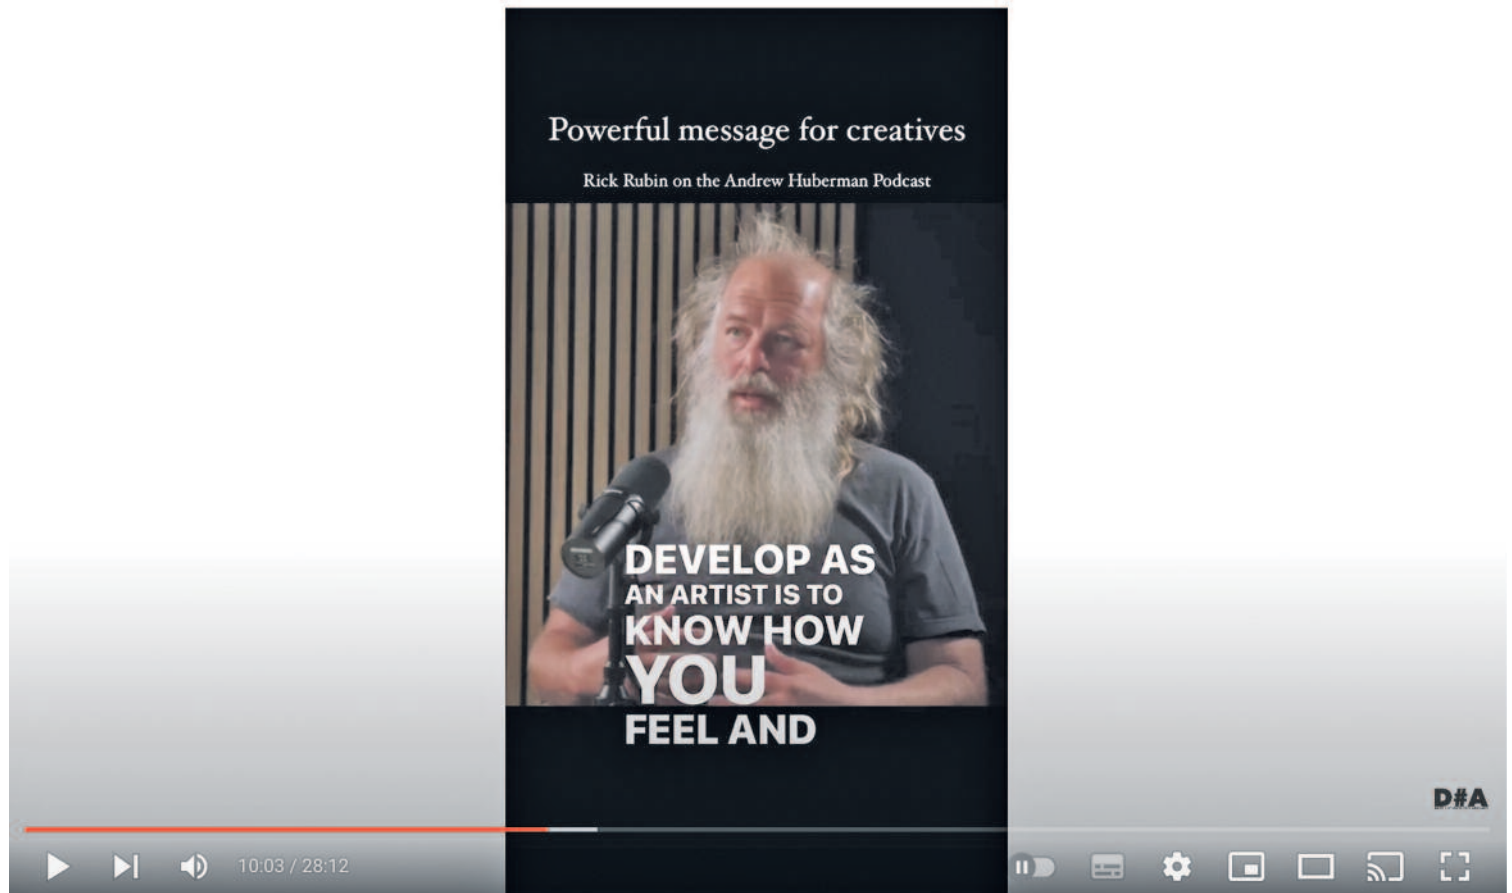 Powerful message for creatives
Rick Rubin on the Andrew Huberman Podcast
DEVELOP AS
AN ARTIST IS TO
KNOW HOW
YOU
FEEL AND
D#A
10:03 / 28:12